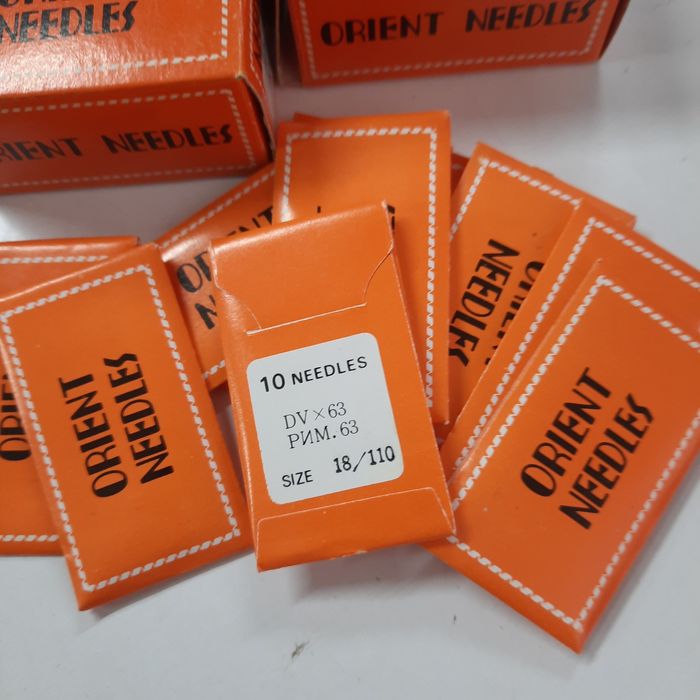 NEEDLES
ORIENT NEEDLES
ORIENT NEEDLES
ORIENT
NEEDLES
ORIENT
NEEDLES
ORIENT
NEEDLES
10 NEEDLES
DV×63
РИМ.63
SIZE 18/110